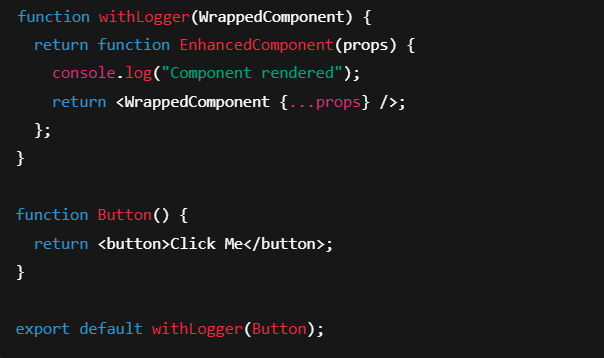 function withLogger(WrappedComponent) {
  return function EnhancedComponent(props) {
    console.log("Component rendered");
    return <WrappedComponent {...props} />;
  };
}

function Button() {
  return <button>Click Me</button>;
}

export default withLogger(Button);